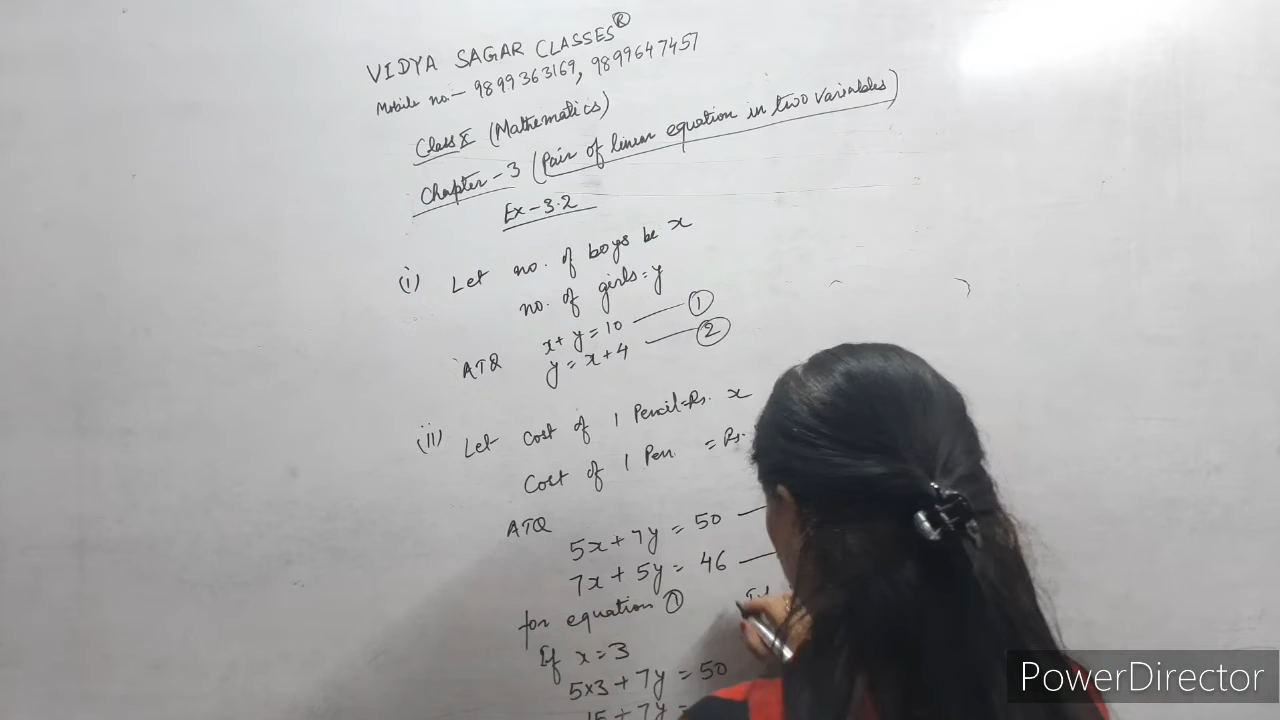 VIDYA SAGAR CLASSES®
Mobile no:- 9899363169, 9899647457
Class X (Mathematics)
Chapter - 3 (Pair of linear equation in two variables)
Ex - 3.2
(i) Let no. of boys be x
no. of girls = y
ATQ x + y = 10 — ①
y = x + 4 — ②
(ii) Let Cost of 1 Pencil = Rs. x
Cost of 1 Pen = Rs.
ATQ
5x + 7y = 50 —
7x + 5y = 46 —
for equation ①
If x = 3
5x3 + 7y = 50
15 + 7y =
PowerDirector